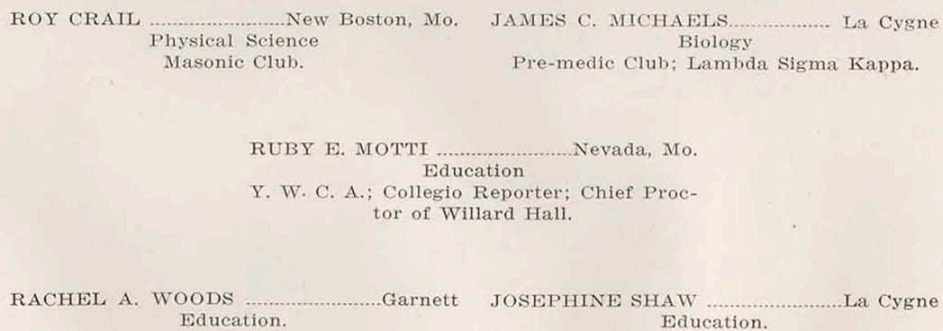 ROY CRAIL ......................New Boston, Mo.
Physical Science
Masonic Club.
JAMES C. MICHAELS................. La Cygne
Biology
Pre-medic Club; Lambda Sigma Kappa.
RUBY E. MOTTI .......................Nevada, Mo.
Education
Y. W. C. A.; Collegio Reporter; Chief Proc-
tor of Willard Hall.
RACHEL A. WOODS .......................Garnett
Education.
JOSEPHINE SHAW .......................La Cygne
Education.